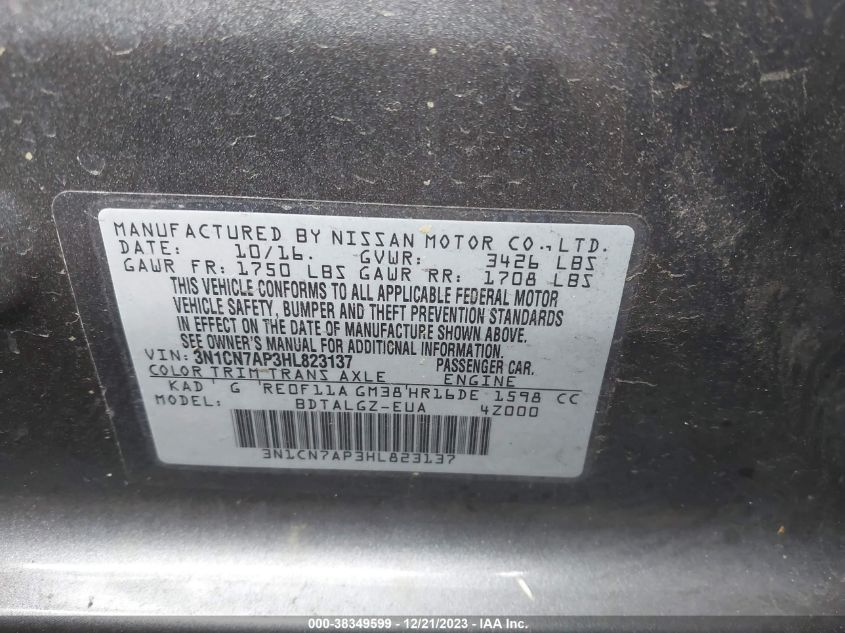 MANUFACTURED BY NISSAN MOTOR CO., LTD.
DATE: 10/16. GVWR: 3426 LBS
GAWR FR: 1750 LBS GAWR RR: 1708 LBS
THIS VEHICLE CONFORMS TO ALL APPLICABLE FEDERAL MOTOR
VEHICLE SAFETY, BUMPER AND THEFT PREVENTION STANDARDS
IN EFFECT ON THE DATE OF MANUFACTURE SHOWN ABOVE.
SEE OWNER'S MANUAL FOR ADDITIONAL INFORMATION.
VIN: 3N1CN7AP3HL823137 PASSENGER CAR.
COLOR TRIM TRANS AXLE ENGINE
KAD G RE0F11A GM38 HR16DE 1598 CC
MODEL: BDTALGZ-EUA 4Z000
3N1CN7AP3HL823137
000-38349599 - 12/21/2023 - IAA Inc.